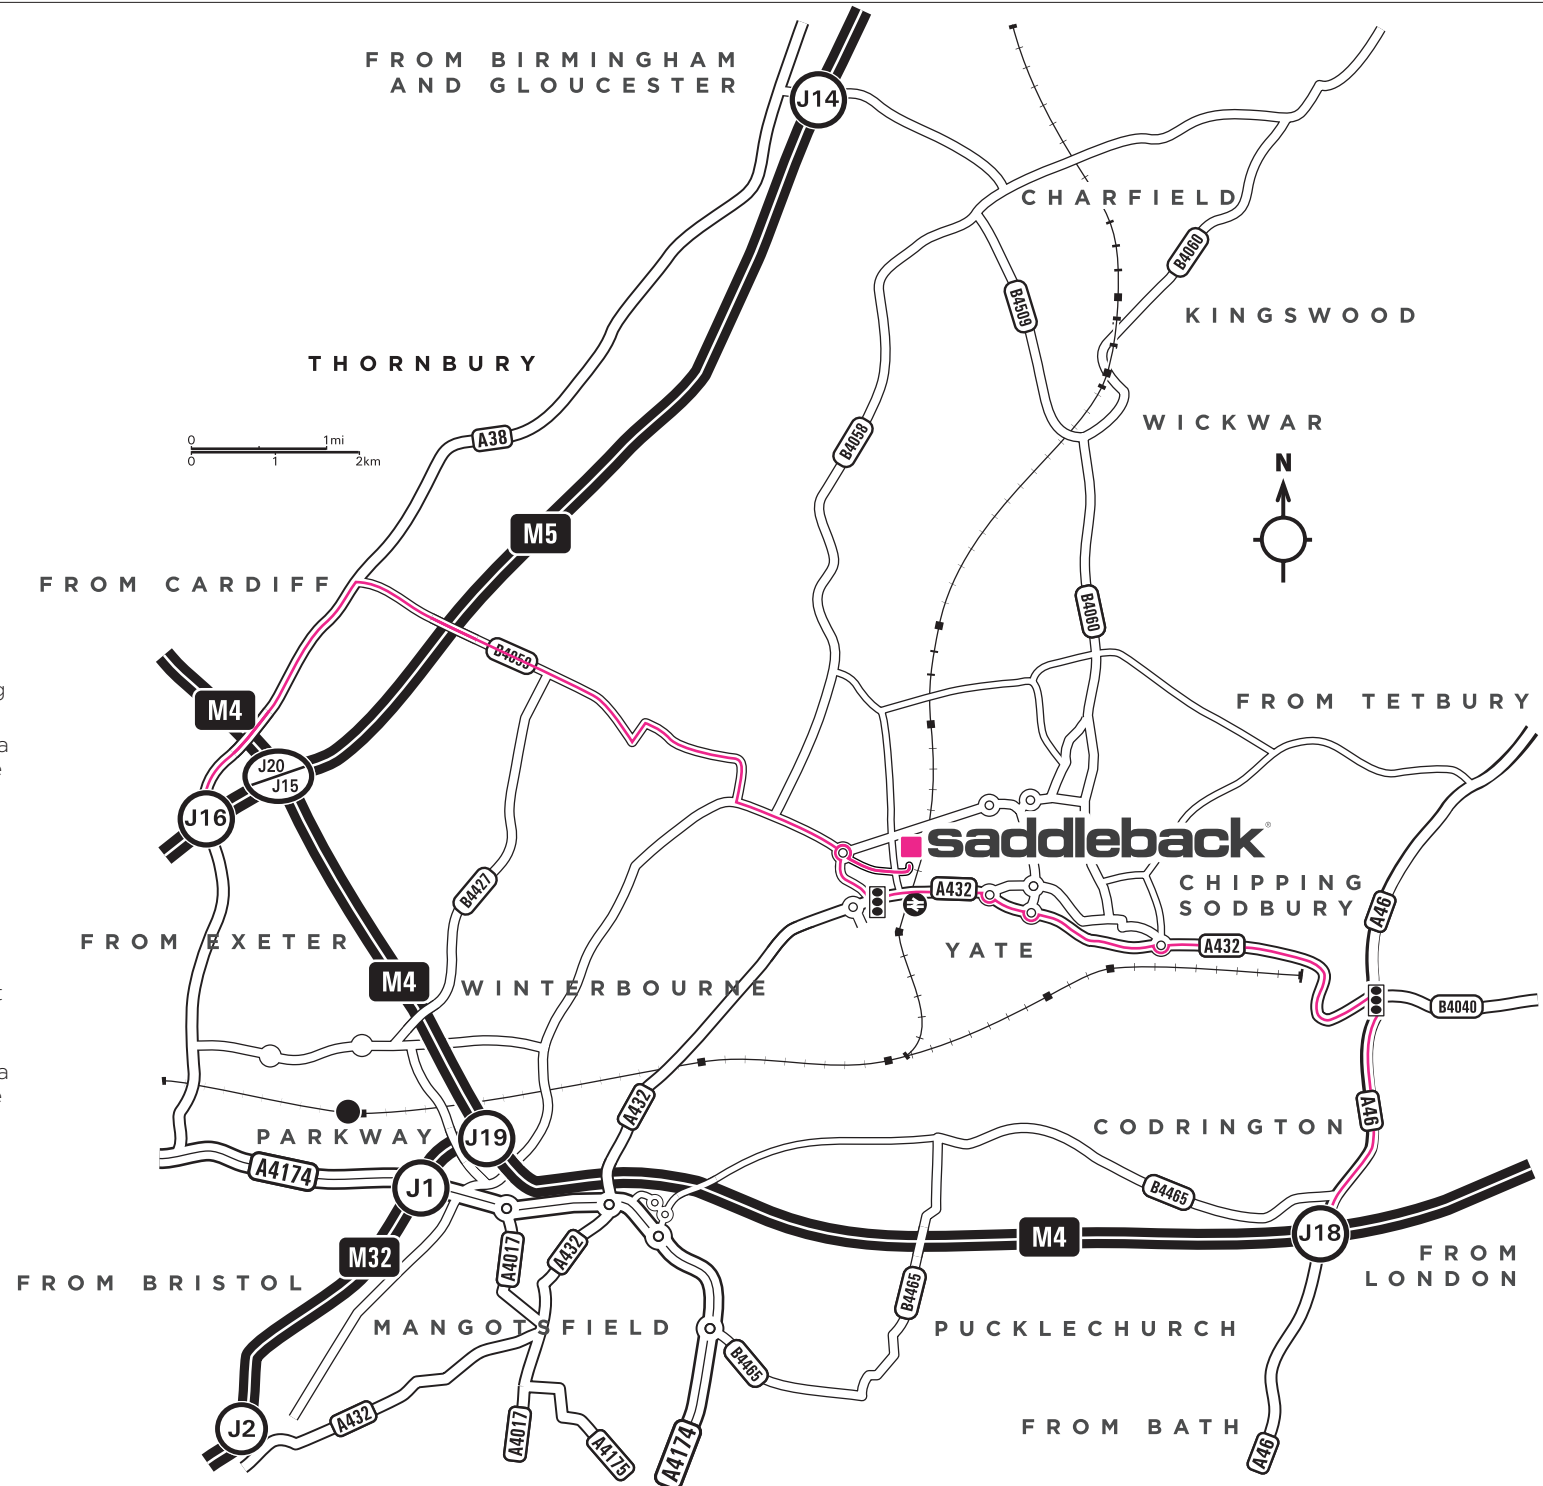 FROM BIRMINGHAM
AND GLOUCESTER
J14
CHARFIELD
B4060
B4509
KINGSWOOD
THORNBURY
A38
0 1mi
0 1 2km
B4058
WICKWAR
N
M5
FROM CARDIFF
B4060
B4059
g
M4
FROM TETBURY
a
e
J20
J15
J16
saddleback®
B4427
A432
CHIPPING
SODBURY
A46
FROM EXETER
YATE
A432
M4
WINTERBOURNE
t
B4040
a
e
A432
A46
PARKWAY
J19
CODRINGTON
A4174
J1
B4465
M4
J18
M32
A4017
A432
FROM
LONDON
FROM BRISTOL
B4465
MANGOTSFIELD
PUCKLECHURCH
B4465
J2
A432
A4017
A4175
A4174
FROM BATH
A46